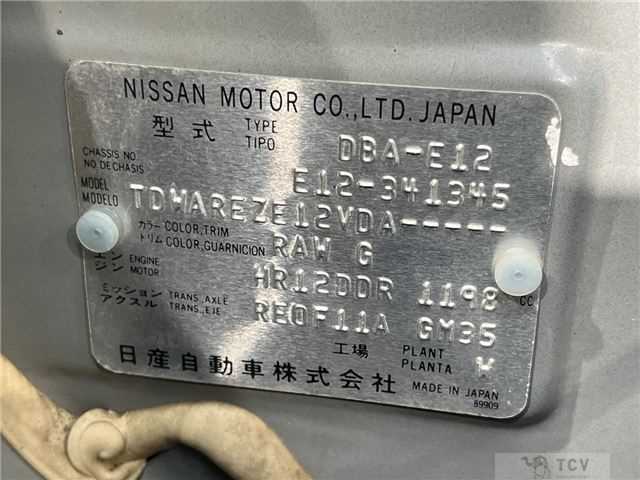 NISSAN MOTOR CO.,LTD. JAPAN
型式 TYPE TIPO DBA-E12
CHASSIS NO. NO. DE CHASIS E12-341345
MODEL MODELO TDWAREZE12VDA-----
カラー COLOR,TRIM トリム COLOR,GUARNICION RAW G
エンジン ENGINE MOTOR HR12DDR 1198 CC
ミッション TRANS.,AXLE アクスル TRANS.,EJE RE0F11A GM35
工場 PLANT PLANTA W
日産自動車株式会社 MADE IN JAPAN
89909
TCV